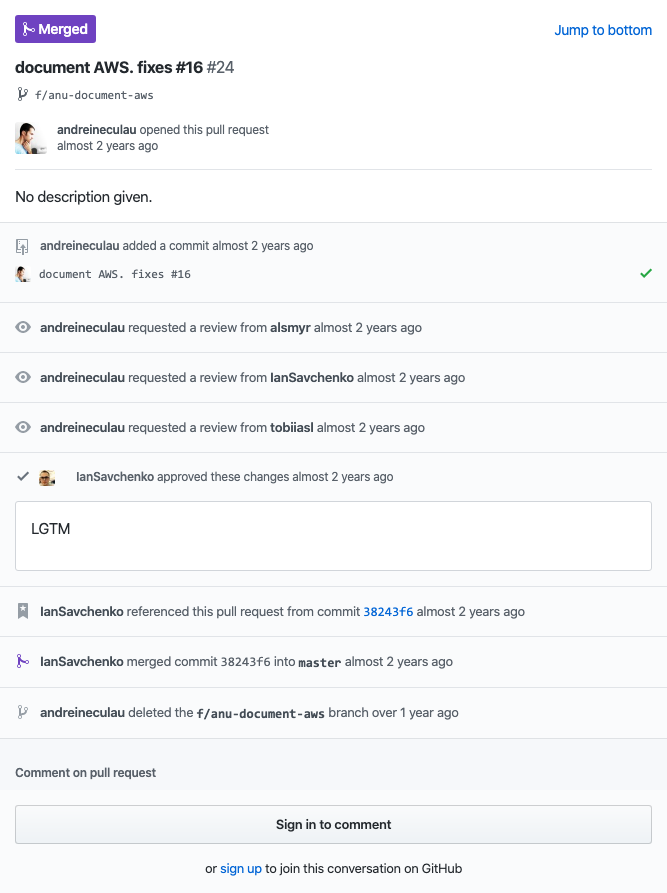 Merged
Jump to bottom
document AWS. fixes #16 #24
f/anu-document-aws
andreineculau opened this pull request
almost 2 years ago
No description given.
andreineculau added a commit almost 2 years ago
document AWS. fixes #16
andreineculau requested a review from alsmyr almost 2 years ago
andreineculau requested a review from IanSavchenko almost 2 years ago
andreineculau requested a review from tobiiasl almost 2 years ago
IanSavchenko approved these changes almost 2 years ago
LGTM
IanSavchenko referenced this pull request from commit 38243f6 almost 2 years ago
IanSavchenko merged commit 38243f6 into master almost 2 years ago
andreineculau deleted the f/anu-document-aws branch over 1 year ago
Comment on pull request
Sign in to comment
or sign up to join this conversation on GitHub